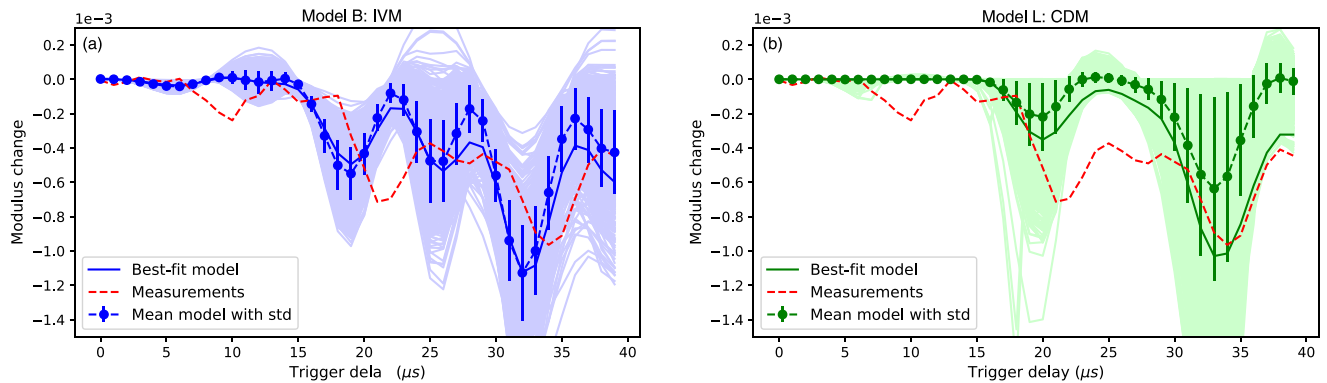 Model B: IVM
1e−3
(a)
0.2
0.0
−0.2
−0.4
−0.6
−0.8
−1.0
−1.2
−1.4
Modulus change
Best-fit model
Measurements
Mean model with std
0 5 10 15 20 25 30 35 40
Trigger dela (μs)
Model L: CDM
1e−3
(b)
0.2
0.0
−0.2
−0.4
−0.6
−0.8
−1.0
−1.2
−1.4
Modulus change
Best-fit model
Measurements
Mean model with std
0 5 10 15 20 25 30 35 40
Trigger delay (μs)